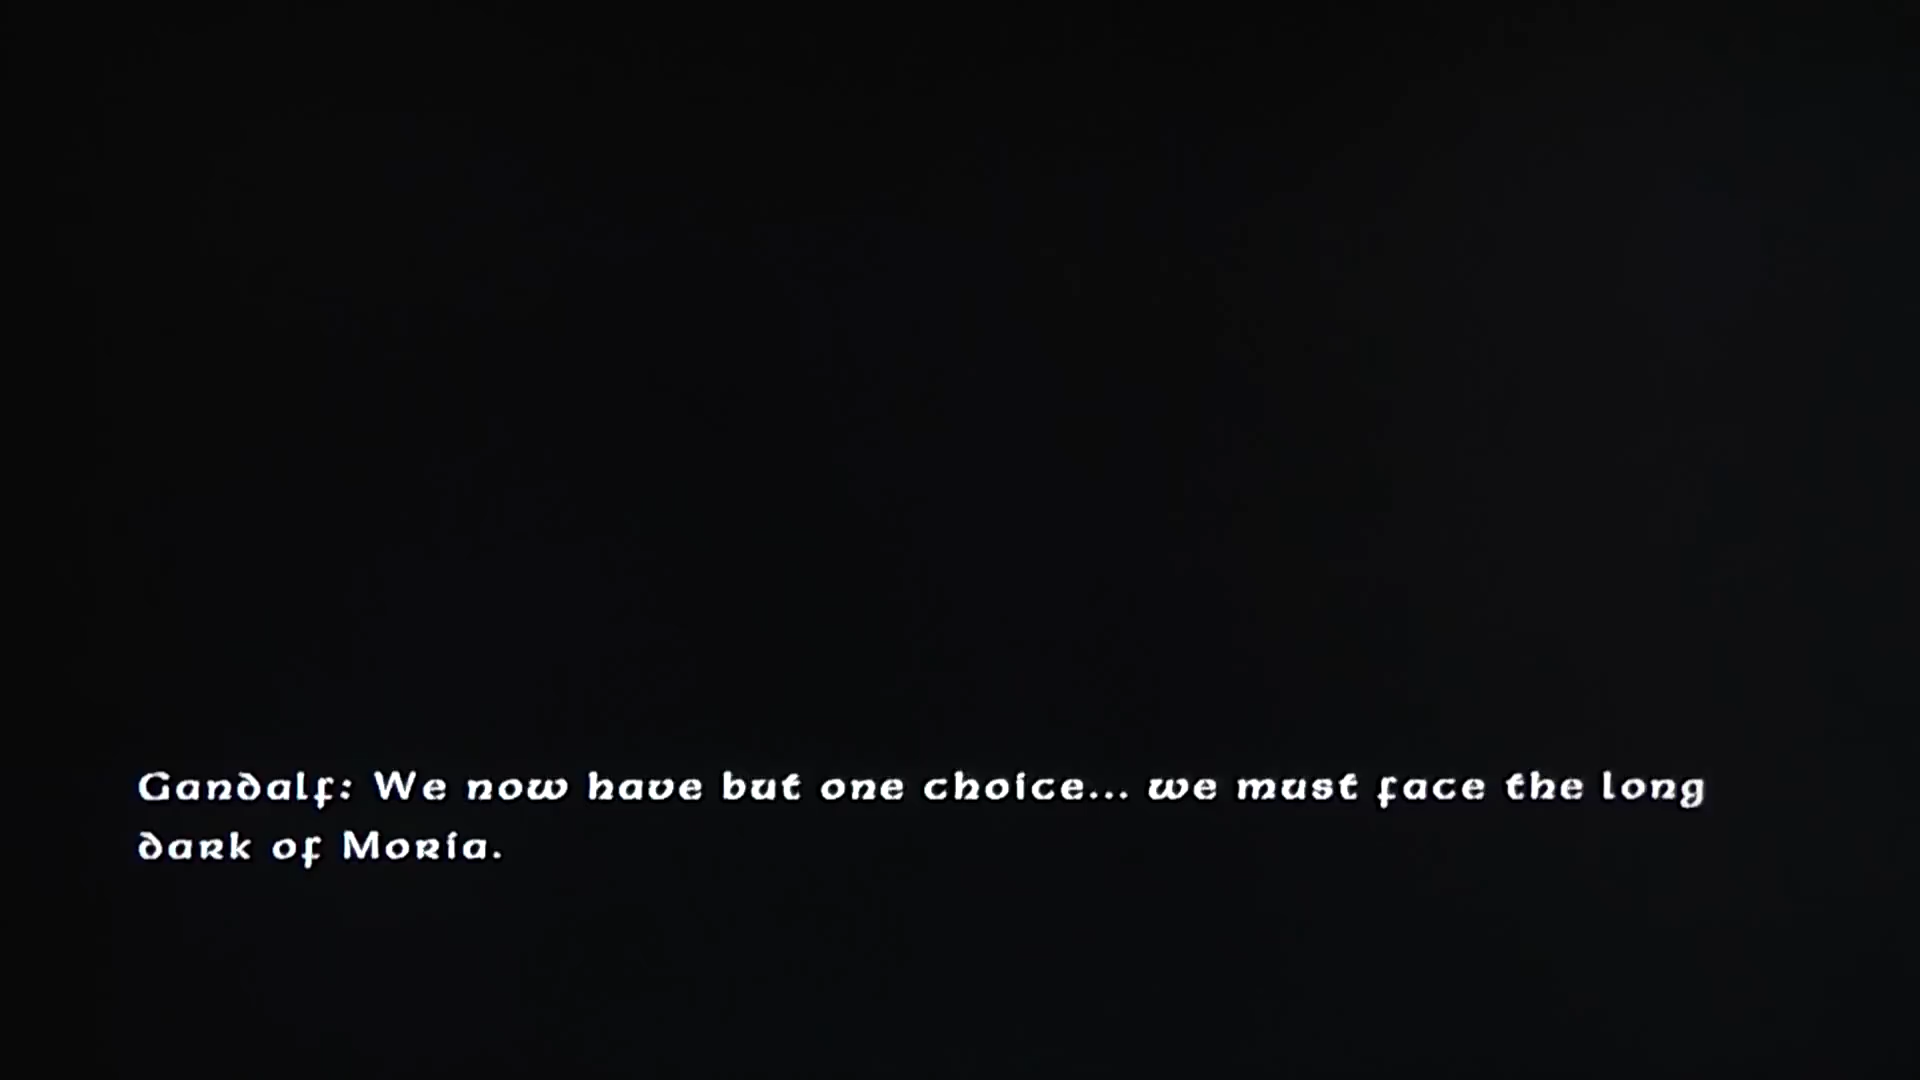 Gandalf: We now have but one choice... we must face the long
dark of Moria.